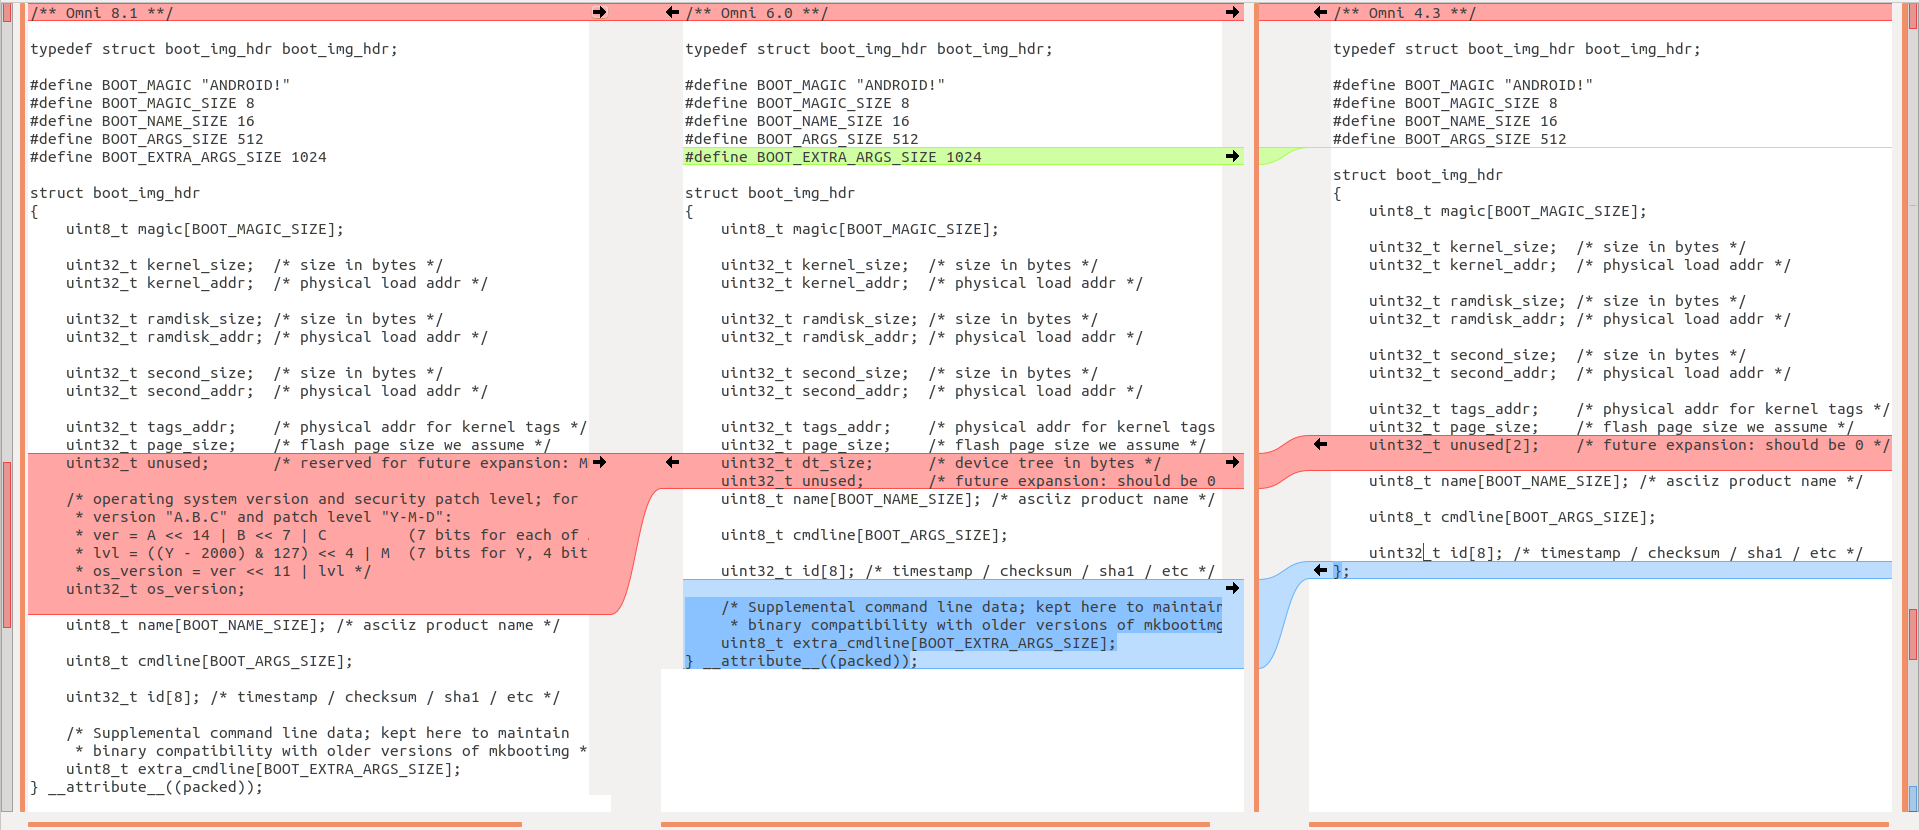 /** Omni 8.1 **/

typedef struct boot_img_hdr boot_img_hdr;

#define BOOT_MAGIC "ANDROID!"
#define BOOT_MAGIC_SIZE 8
#define BOOT_NAME_SIZE 16
#define BOOT_ARGS_SIZE 512
#define BOOT_EXTRA_ARGS_SIZE 1024

struct boot_img_hdr
{
    uint8_t magic[BOOT_MAGIC_SIZE];

    uint32_t kernel_size;  /* size in bytes */
    uint32_t kernel_addr;  /* physical load addr */

    uint32_t ramdisk_size; /* size in bytes */
    uint32_t ramdisk_addr; /* physical load addr */

    uint32_t second_size;  /* size in bytes */
    uint32_t second_addr;  /* physical load addr */

    uint32_t tags_addr;    /* physical addr for kernel tags */
    uint32_t page_size;    /* flash page size we assume */
    uint32_t unused;       /* reserved for future expansion: M

    /* operating system version and security patch level; for
     * version "A.B.C" and patch level "Y-M-D":
     * ver = A << 14 | B << 7 | C         (7 bits for each of
     * lvl = ((Y - 2000) & 127) << 4 | M  (7 bits for Y, 4 bit
     * os_version = ver << 11 | lvl */
    uint32_t os_version;

    uint8_t name[BOOT_NAME_SIZE]; /* asciiz product name */

    uint8_t cmdline[BOOT_ARGS_SIZE];

    uint32_t id[8]; /* timestamp / checksum / sha1 / etc */

    /* Supplemental command line data; kept here to maintain
     * binary compatibility with older versions of mkbootimg *
    uint8_t extra_cmdline[BOOT_EXTRA_ARGS_SIZE];
} __attribute__((packed));

/** Omni 6.0 **/

typedef struct boot_img_hdr boot_img_hdr;

#define BOOT_MAGIC "ANDROID!"
#define BOOT_MAGIC_SIZE 8
#define BOOT_NAME_SIZE 16
#define BOOT_ARGS_SIZE 512
#define BOOT_EXTRA_ARGS_SIZE 1024

struct boot_img_hdr
{
    uint8_t magic[BOOT_MAGIC_SIZE];

    uint32_t kernel_size;  /* size in bytes */
    uint32_t kernel_addr;  /* physical load addr */

    uint32_t ramdisk_size; /* size in bytes */
    uint32_t ramdisk_addr; /* physical load addr */

    uint32_t second_size;  /* size in bytes */
    uint32_t second_addr;  /* physical load addr */

    uint32_t tags_addr;    /* physical addr for kernel tags
    uint32_t page_size;    /* flash page size we assume */
    uint32_t dt_size;      /* device tree in bytes */
    uint32_t unused;       /* future expansion: should be 0
    uint8_t name[BOOT_NAME_SIZE]; /* asciiz product name */

    uint8_t cmdline[BOOT_ARGS_SIZE];

    uint32_t id[8]; /* timestamp / checksum / sha1 / etc */

    /* Supplemental command line data; kept here to maintain
     * binary compatibility with older versions of mkbootimg
    uint8_t extra_cmdline[BOOT_EXTRA_ARGS_SIZE];
} __attribute__((packed));

/** Omni 4.3 **/

typedef struct boot_img_hdr boot_img_hdr;

#define BOOT_MAGIC "ANDROID!"
#define BOOT_MAGIC_SIZE 8
#define BOOT_NAME_SIZE 16
#define BOOT_ARGS_SIZE 512

struct boot_img_hdr
{
    uint8_t magic[BOOT_MAGIC_SIZE];

    uint32_t kernel_size;  /* size in bytes */
    uint32_t kernel_addr;  /* physical load addr */

    uint32_t ramdisk_size; /* size in bytes */
    uint32_t ramdisk_addr; /* physical load addr */

    uint32_t second_size;  /* size in bytes */
    uint32_t second_addr;  /* physical load addr */

    uint32_t tags_addr;    /* physical addr for kernel tags */
    uint32_t page_size;    /* flash page size we assume */
    uint32_t unused[2];    /* future expansion: should be 0 */

    uint8_t name[BOOT_NAME_SIZE]; /* asciiz product name */

    uint8_t cmdline[BOOT_ARGS_SIZE];

    uint32_t id[8]; /* timestamp / checksum / sha1 / etc */
};